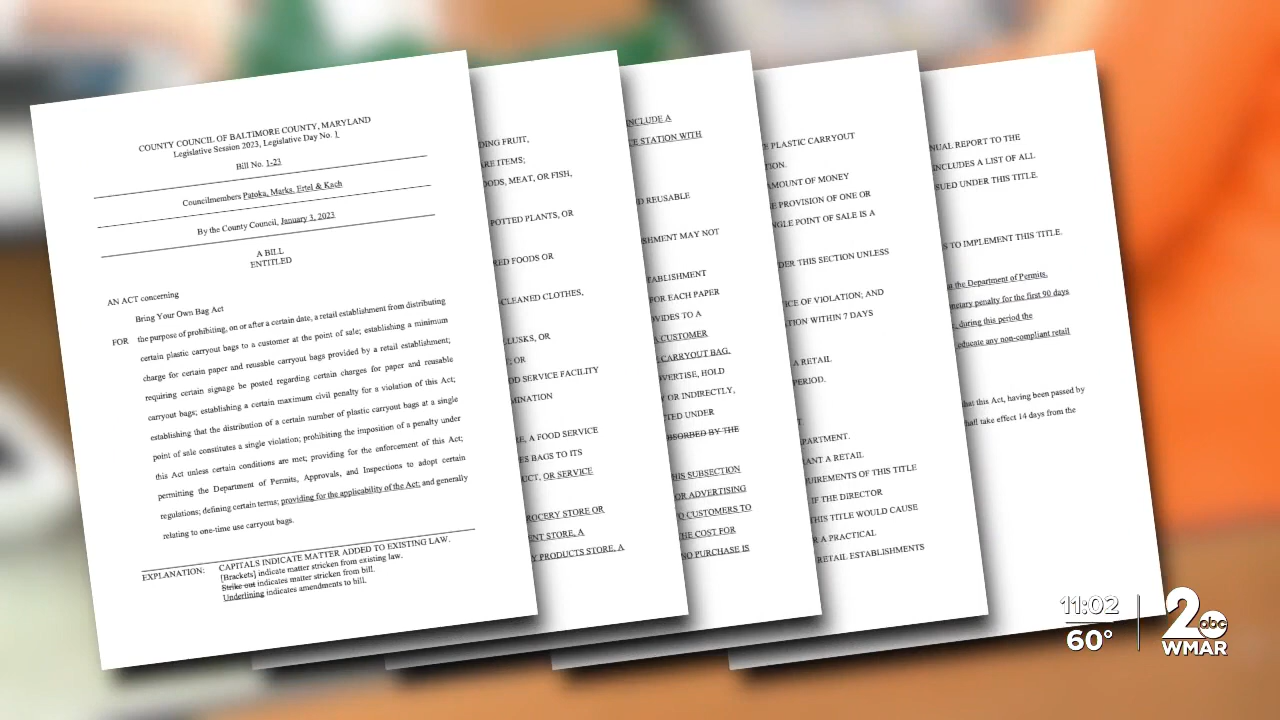 COUNTY COUNCIL OF BALTIMORE COUNTY, MARYLAND
Legislative Session 2023, Legislative Day No. 1
Bill No. 1-23
Councilmembers Patoka, Marks, Ertel & Kach
By the County Council, January 3, 2023
A BILL
ENTITLED
AN ACT concerning
Bring Your Own Bag Act
FOR the purpose of prohibiting, on or after a certain date, a retail establishment from distributing
certain plastic carryout bags to a customer at the point of sale; establishing a minimum
charge for certain paper and reusable carryout bags provided by a retail establishment;
requiring certain signage be posted regarding certain charges for paper and reusable
carryout bags; establishing a certain maximum civil penalty for a violation of this Act;
establishing that the distribution of a certain number of plastic carryout bags at a single
point of sale constitutes a single violation; prohibiting the imposition of a penalty under
this Act unless certain conditions are met; providing for the enforcement of this Act;
permitting the Department of Permits, Approvals, and Inspections to adopt certain
regulations; defining certain terms; providing for the applicability of the Act; and generally
relating to one-time use carryout bags.
EXPLANATION: CAPITALS INDICATE MATTER ADDED TO EXISTING LAW.
[Brackets] indicate matter stricken from existing law.
Strike out indicates matter stricken from bill.
Underlining indicates amendments to bill.
DING FRUIT,
ARE ITEMS;
OODS, MEAT, OR FISH,
POTTED PLANTS, OR
RED FOODS OR
CLEANED CLOTHES,
LLUSKS, OR
; OR
OD SERVICE FACILITY
MINATION
RE, A FOOD SERVICE
ES BAGS TO ITS
UCT, OR SERVICE
ROCERY STORE OR
ENT STORE, A
Y PRODUCTS STORE, A
INCLUDE A
CE STATION WITH
D REUSABLE
ISHMENT MAY NOT
TABLISHMENT
FOR EACH PAPER
VIDES TO A
A CUSTOMER
CARRYOUT BAG.
VERTISE, HOLD
Y OR INDIRECTLY,
TED UNDER
BSORBED BY THE
HIS SUBSECTION
OR ADVERTISING
O CUSTOMERS TO
HE COST FOR
NO PURCHASE IS
E PLASTIC CARRYOUT
TION.
AMOUNT OF MONEY
E PROVISION OF ONE OR
NGLE POINT OF SALE IS A
DER THIS SECTION UNLESS
ICE OF VIOLATION; AND
TION WITHIN 7 DAYS
A RETAIL
PERIOD.
T
PARTMENT.
ANT A RETAIL
UIREMENTS OF THIS TITLE
IF THE DIRECTOR
THIS TITLE WOULD CAUSE
R A PRACTICAL
RETAIL ESTABLISHMENTS
NUAL REPORT TO THE
INCLUDES A LIST OF ALL
SUED UNDER THIS TITLE.
S TO IMPLEMENT THIS TITLE.
at the Department of Permits,
netary penalty for the first 90 days
, during this period the
educate any non-compliant retail
hat this Act, having been passed by
hall take effect 14 days from the
11:02
60°
2 abc
WMAR